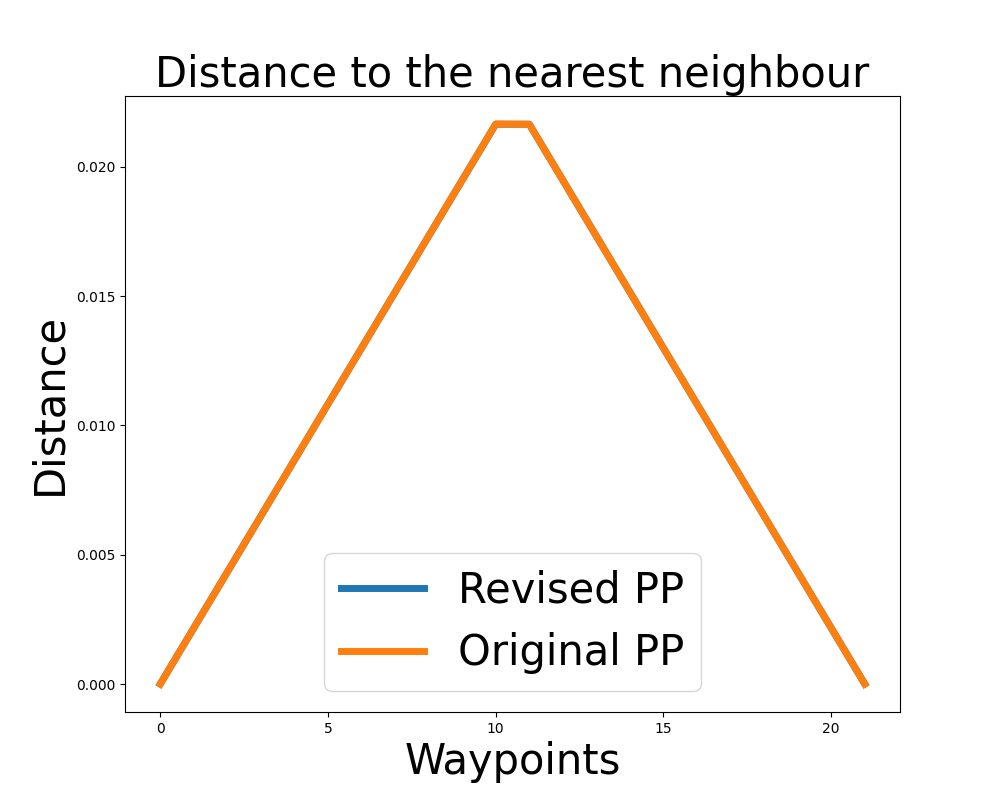 Distance to the nearest neighbour
0.020
0.015
0.010
0.005
0.000
Distance
Revised PP
Original PP
0 5 10 15 20
Waypoints